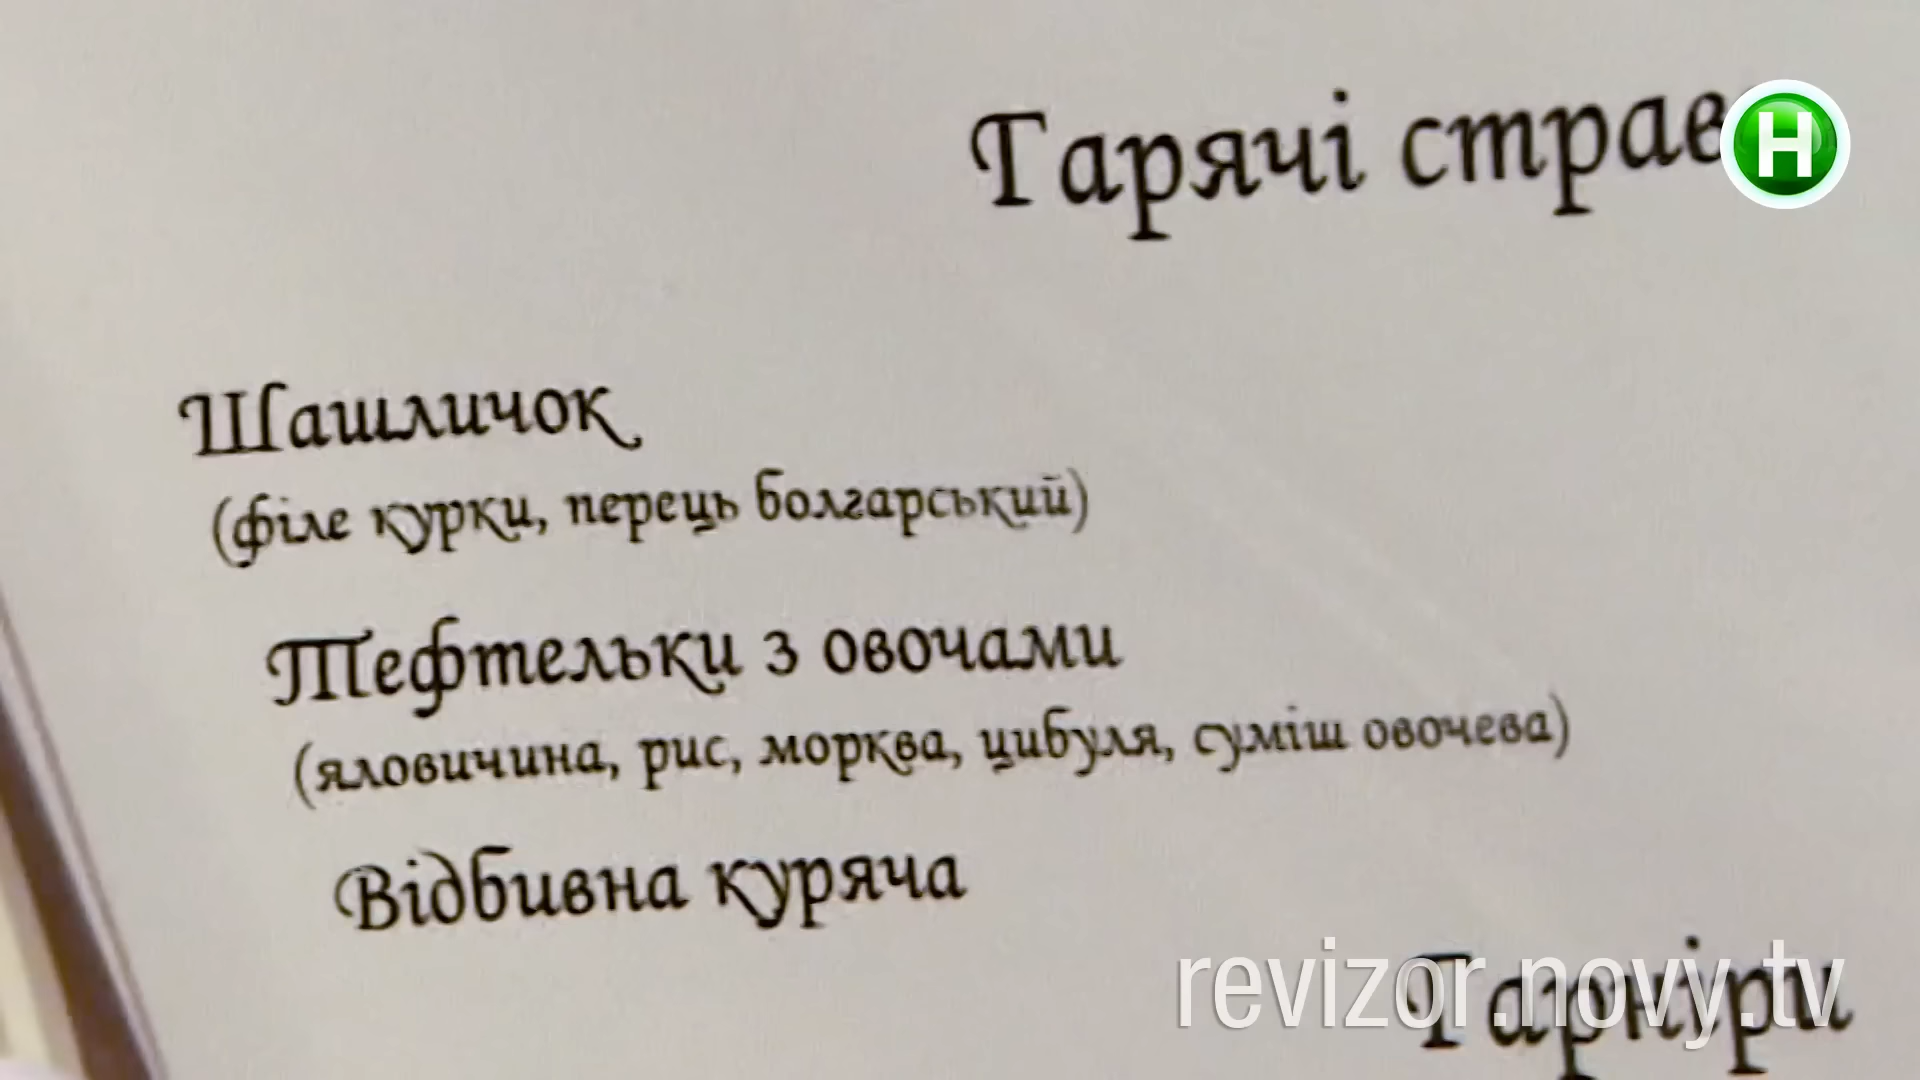 Гарячі страв
H
Шашличок
(філе курки, перець болгарський)
Тефтельки з овочами
(яловичина, рис, морква, цибуля, суміш овочева)
Відбивна куряча
Гарніри
revizor.novy.tv